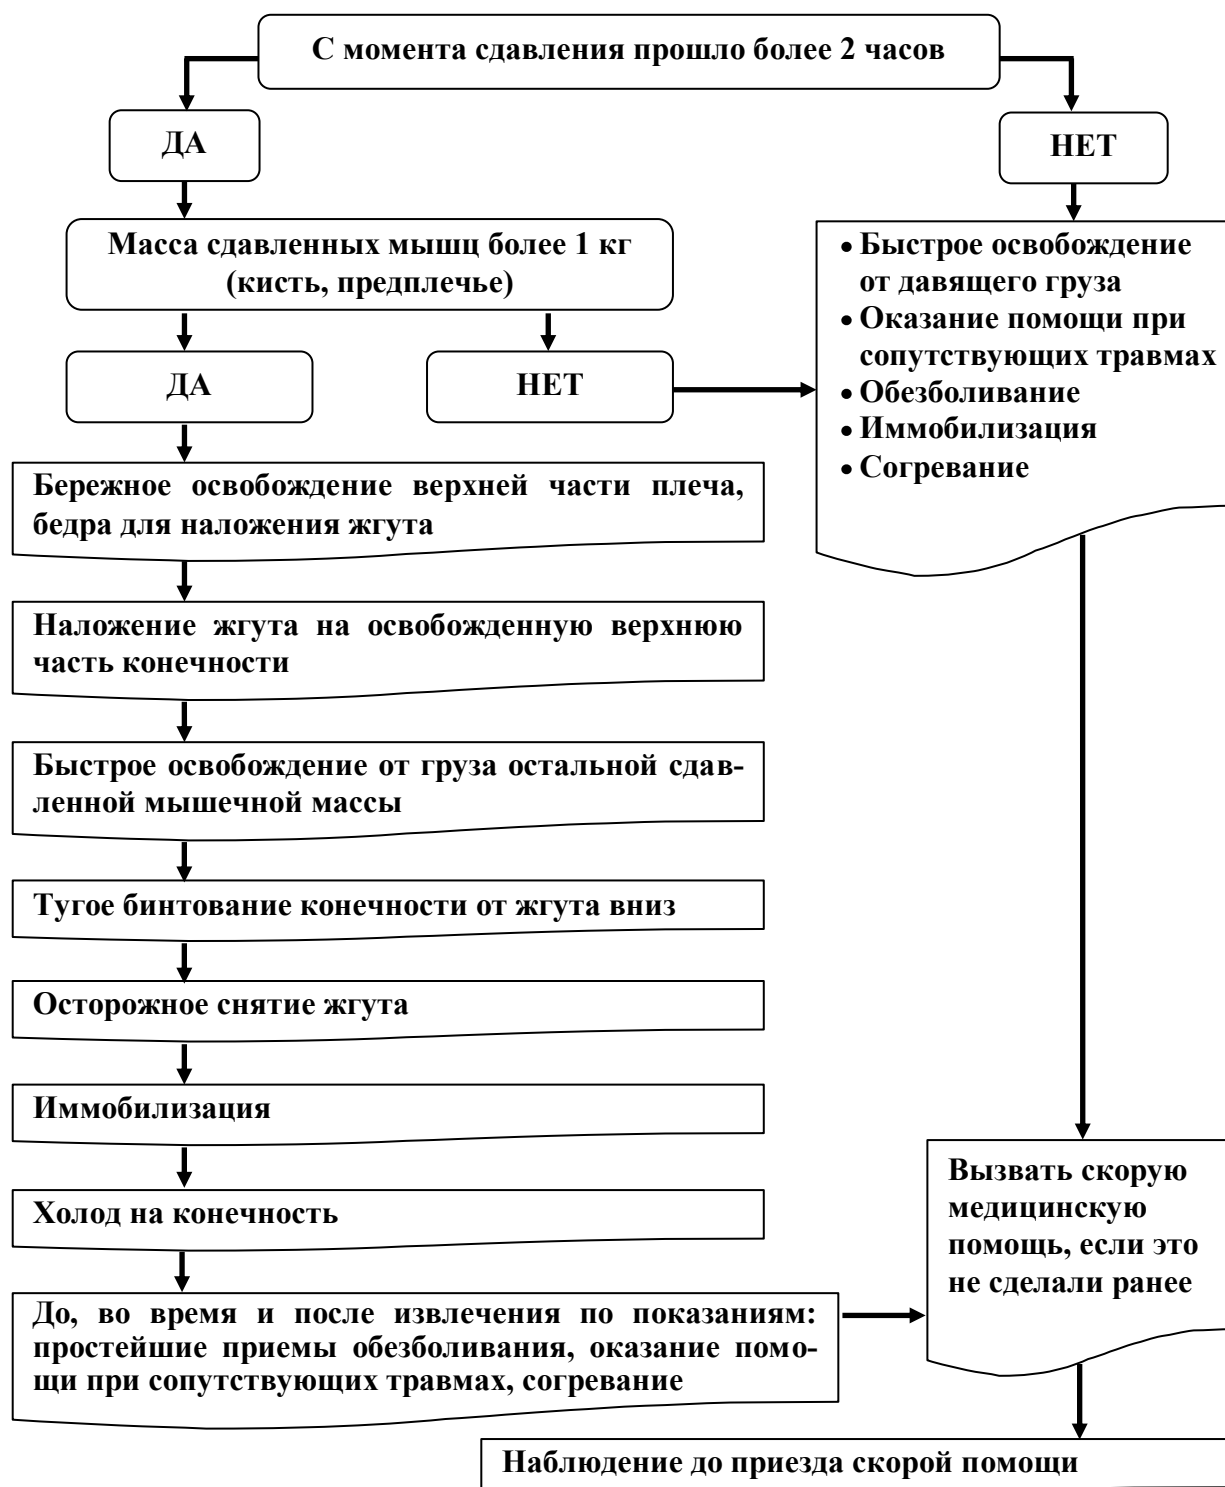 С момента сдавления прошло более 2 часов
ДА
НЕТ
Масса сдавленных мышц более 1 кг
(кисть, предплечье)
ДА
НЕТ
• Быстрое освобождение
от давящего груза
• Оказание помощи при
сопутствующих травмах
• Обезболивание
• Иммобилизация
• Согревание
Бережное освобождение верхней части плеча,
бедра для наложения жгута
Наложение жгута на освобожденную верхнюю
часть конечности
Быстрое освобождение от груза остальной сдав-
ленной мышечной массы
Тугое бинтование конечности от жгута вниз
Осторожное снятие жгута
Иммобилизация
Холод на конечность
До, во время и после извлечения по показаниям:
простейшие приемы обезболивания, оказание помо-
щи при сопутствующих травмах, согревание
Вызвать скорую
медицинскую
помощь, если это
не сделали ранее
Наблюдение до приезда скорой помощи